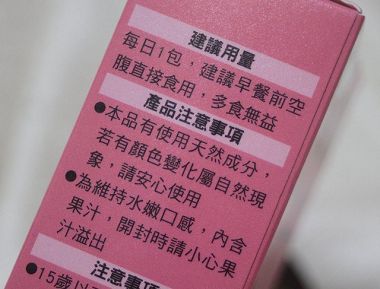 建議用量
每日1包，建議早餐前空
腹直接食用，多食無益
產品注意事項
●本品有使用天然成分，
若有顏色變化屬自然現
象，請安心使用
●為維持水嫩口感，內含
果汁，開封時請小心果
汁溢出
注意事項
●15歲以